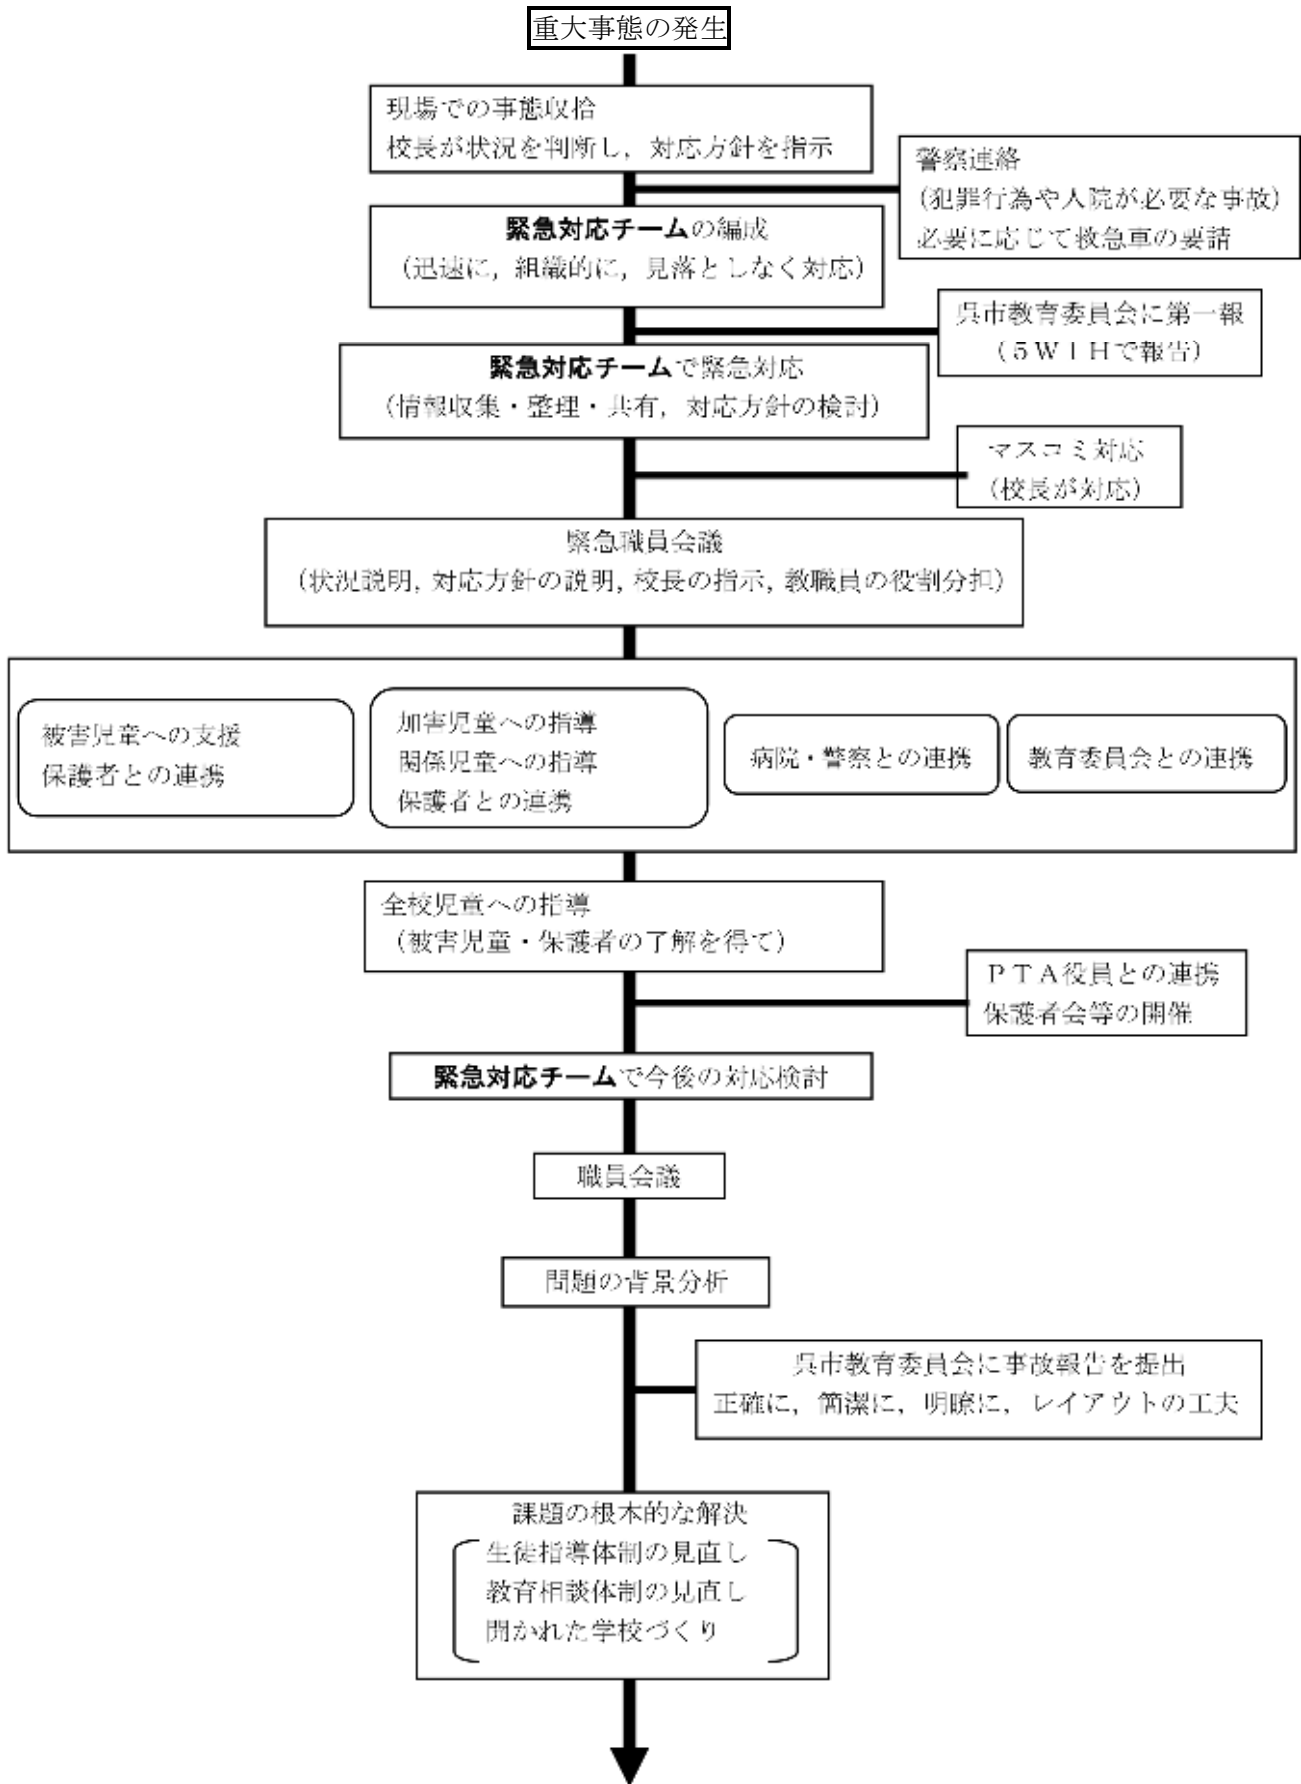 重大事態の発生
現場での事態収拾
校長が状況を判断し，対応方針を指示
警察連絡
(犯罪行為や入院が必要な事故)
必要に応じて救急車の要請
緊急対応チームの編成
（迅速に，組織的に，見落としなく対応）
呉市教育委員会に第一報
（５Ｗ１Ｈで報告）
緊急対応チームで緊急対応
（情報収集・整理・共有，対応方針の検討）
マスコミ対応
（校長が対応）
緊急職員会議
（状況説明，対応方針の説明，校長の指示，教職員の役割分担）
被害児童への支援
保護者との連携
加害児童への指導
関係児童への指導
保護者との連携
病院・警察との連携
教育委員会との連携
全校児童への指導
（被害児童・保護者の了解を得て）
ＰＴＡ役員との連携
保護者会等の開催
緊急対応チームで今後の対応検討
職員会議
問題の背景分析
呉市教育委員会に事故報告を提出
正確に，簡潔に，明瞭に，レイアウトの工夫
課題の根本的な解決
生徒指導体制の見直し
教育相談体制の見直し
開かれた学校づくり